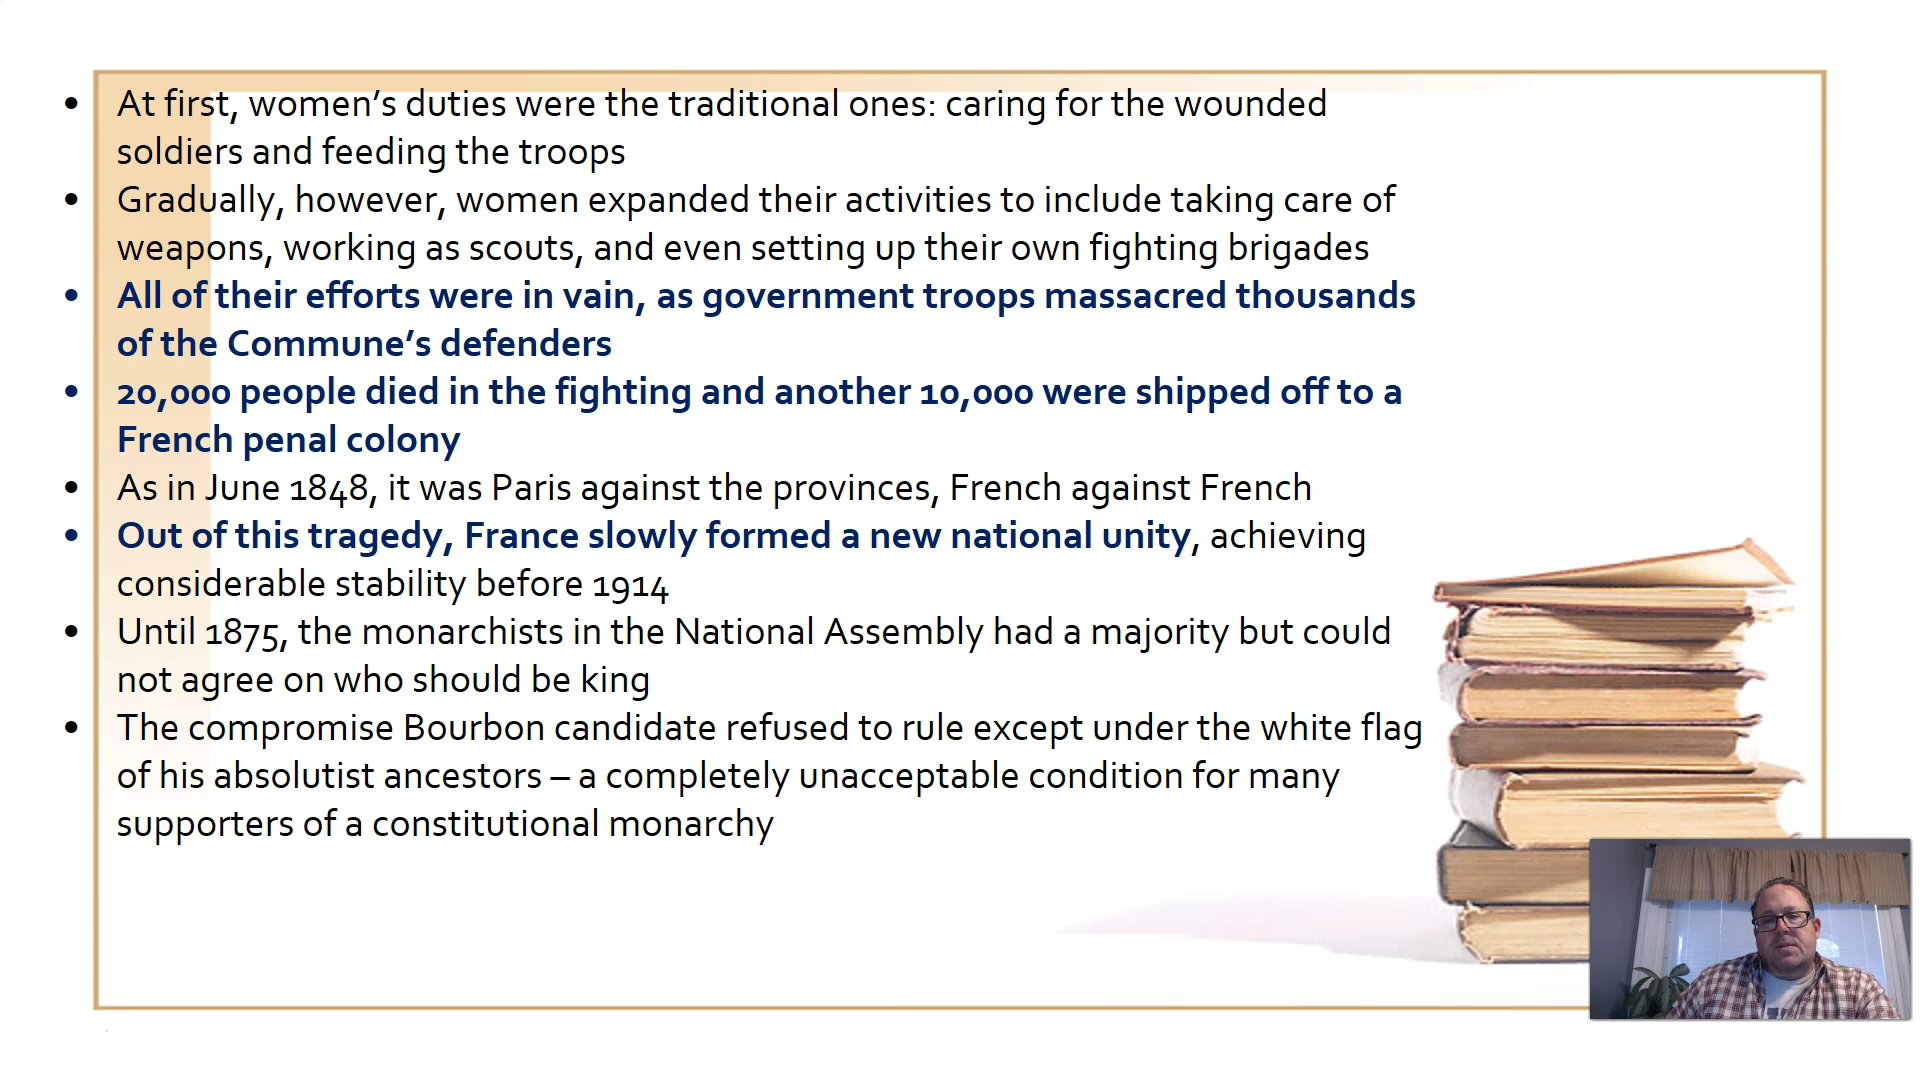 • At first, women’s duties were the traditional ones: caring for the wounded
soldiers and feeding the troops
• Gradually, however, women expanded their activities to include taking care of
weapons, working as scouts, and even setting up their own fighting brigades
• All of their efforts were in vain, as government troops massacred thousands
of the Commune’s defenders
• 20,000 people died in the fighting and another 10,000 were shipped off to a
French penal colony
• As in June 1848, it was Paris against the provinces, French against French
• Out of this tragedy, France slowly formed a new national unity, achieving
considerable stability before 1914
• Until 1875, the monarchists in the National Assembly had a majority but could
not agree on who should be king
• The compromise Bourbon candidate refused to rule except under the white flag
of his absolutist ancestors – a completely unacceptable condition for many
supporters of a constitutional monarchy